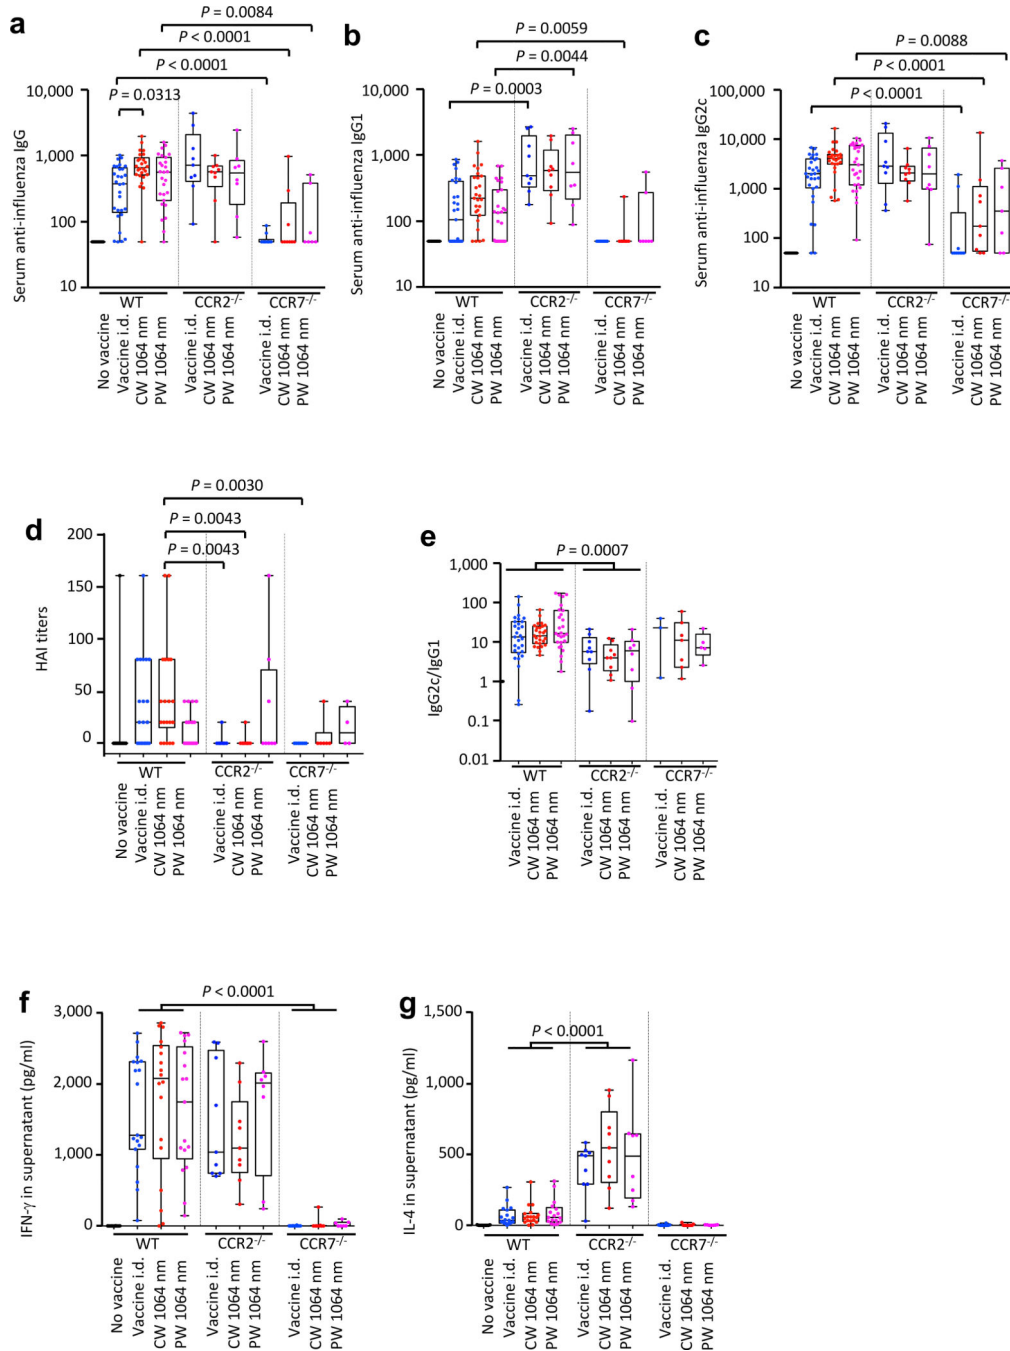 a
P = 0.0084
P < 0.0001
P < 0.0001
P = 0.0313
Serum anti-influenza IgG
10,000
1,000
100
10
WT
CCR2-/-
CCR7-/-
No vaccine
Vaccine i.d.
CW 1064 nm
PW 1064 nm
Vaccine i.d.
CW 1064 nm
PW 1064 nm
Vaccine i.d.
CW 1064 nm
PW 1064 nm
b
P = 0.0059
P = 0.0044
P = 0.0003
Serum anti-influenza IgG1
10,000
1,000
100
10
WT
CCR2-/-
CCR7-/-
No vaccine
Vaccine i.d.
CW 1064 nm
PW 1064 nm
Vaccine i.d.
CW 1064 nm
PW 1064 nm
Vaccine i.d.
CW 1064 nm
PW 1064 nm
c
P = 0.0088
P < 0.0001
P < 0.0001
Serum anti-influenza IgG2c
100,000
10,000
1,000
100
10
WT
CCR2-/-
CCR7-/-
No vaccine
Vaccine i.d.
CW 1064 nm
PW 1064 nm
Vaccine i.d.
CW 1064 nm
PW 1064 nm
Vaccine i.d.
CW 1064 nm
PW 1064 nm
d
P = 0.0030
P = 0.0043
P = 0.0043
HAI titers
200
150
100
50
0
WT
CCR2-/-
CCR7-/-
No vaccine
Vaccine i.d.
CW 1064 nm
PW 1064 nm
Vaccine i.d.
CW 1064 nm
PW 1064 nm
Vaccine i.d.
CW 1064 nm
PW 1064 nm
e
P = 0.0007
IgG2c/IgG1
1,000
100
10
1
0.1
0.01
WT
CCR2-/-
CCR7-/-
Vaccine i.d.
CW 1064 nm
PW 1064 nm
Vaccine i.d.
CW 1064 nm
PW 1064 nm
Vaccine i.d.
CW 1064 nm
PW 1064 nm
f
P < 0.0001
IFN-γ in supernatant (pg/ml)
3,000
2,000
1,000
0
WT
CCR2-/-
CCR7-/-
No vaccine
Vaccine i.d.
CW 1064 nm
PW 1064 nm
Vaccine i.d.
CW 1064 nm
PW 1064 nm
Vaccine i.d.
CW 1064 nm
PW 1064 nm
g
P < 0.0001
IL-4 in supernatant (pg/ml)
1,500
1,000
500
0
WT
CCR2-/-
CCR7-/-
No vaccine
Vaccine i.d.
CW 1064 nm
PW 1064 nm
Vaccine i.d.
CW 1064 nm
PW 1064 nm
Vaccine i.d.
CW 1064 nm
PW 1064 nm